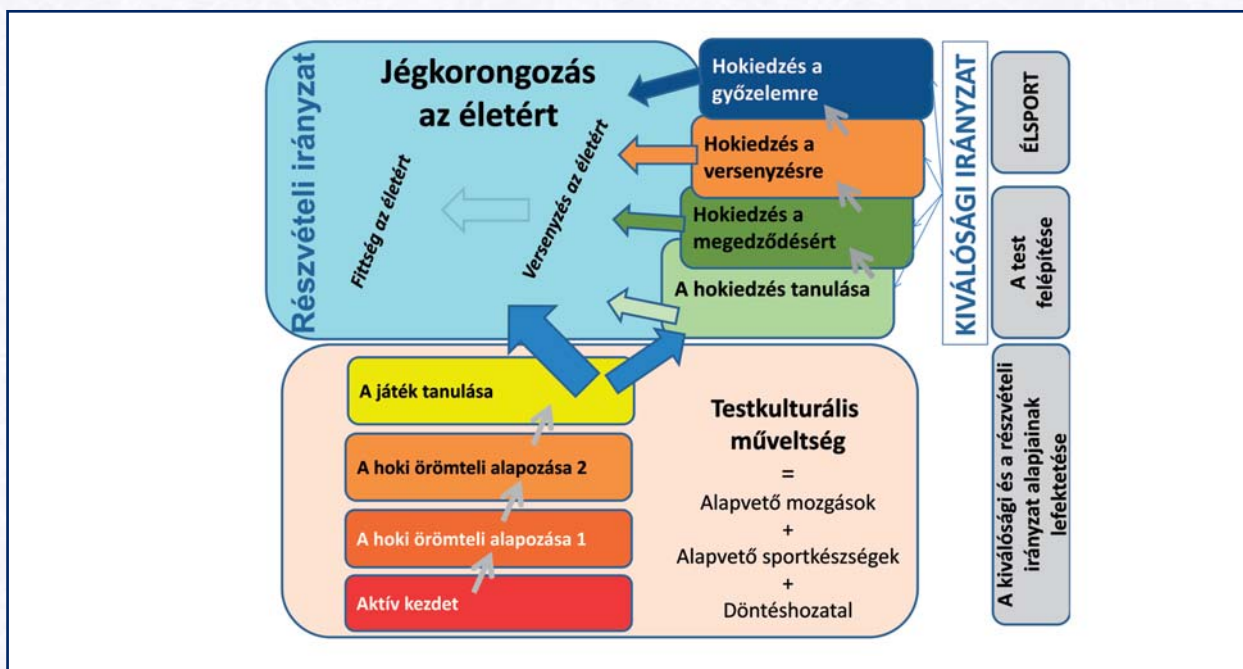 Részvételi irányzat
Jégkorongozás
az életért
Fittség az életért
Versenyzés az életért
Hokiedzés a
győzelemre
Hokiedzés a
versenyzésre
Hokiedzés a
megedződésért
A hokiedzés tanulása
KIVÁLÓSÁGI IRÁNYZAT
ÉLSPORT
A test
felépítése
A játék tanulása
A hoki örömteli alapozása 2
A hoki örömteli alapozása 1
Aktív kezdet
Testkulturális
műveltség
=
Alapvető mozgások
+
Alapvető sportkészségek
+
Döntéshozatal
A kiválósági és a részvételi
irányzat alapjainak
lefektetése